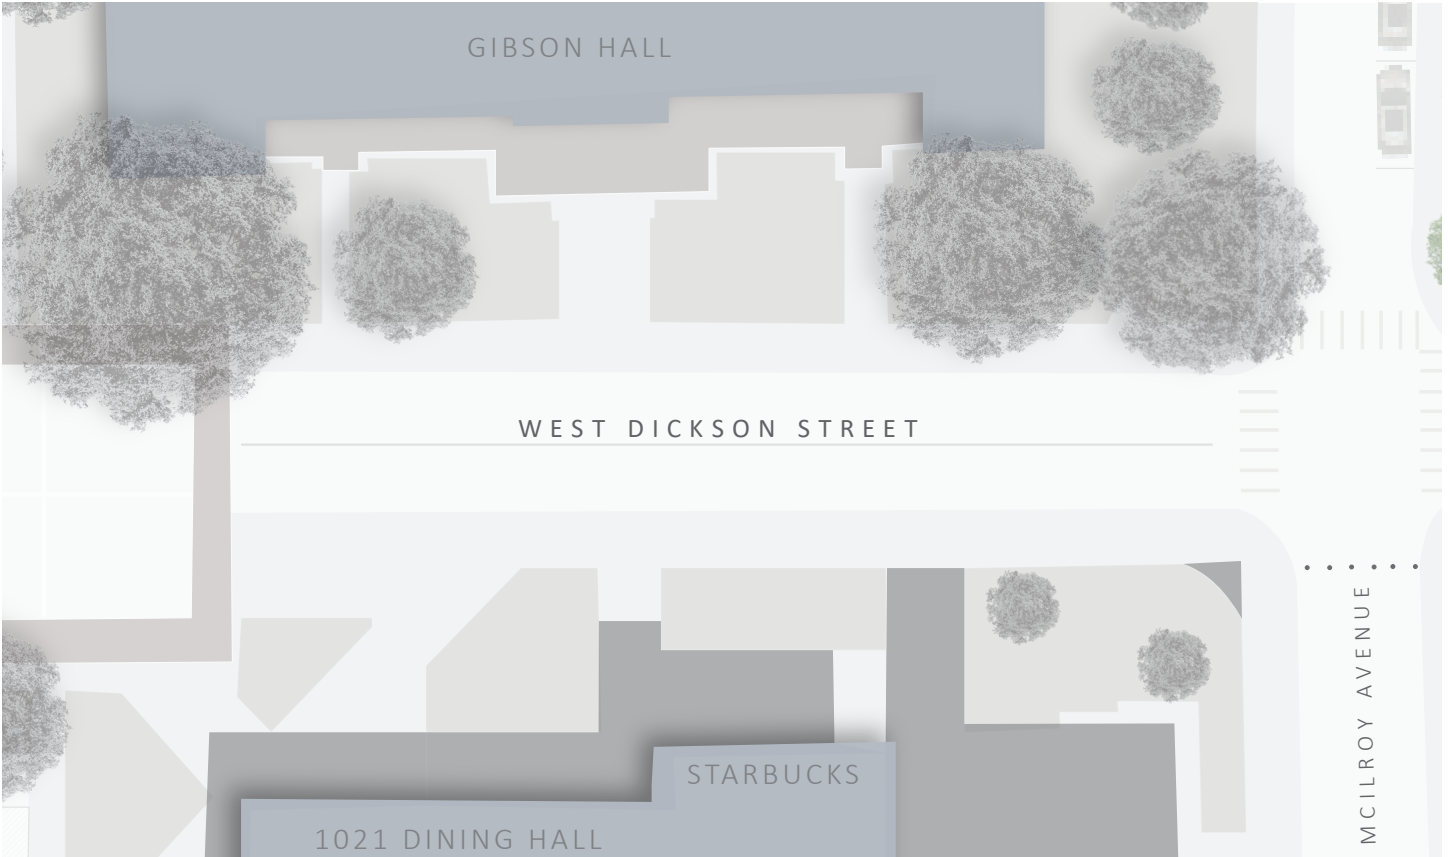 GIBSON HALL
WEST DICKSON STREET
MCILROY AVENUE
STARBUCKS
1021 DINING HALL